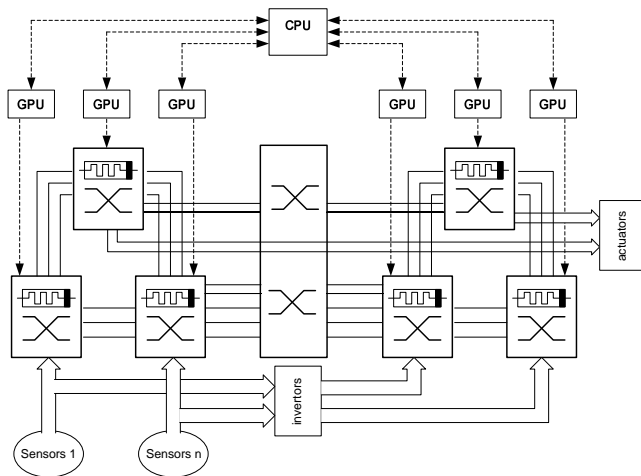 CPU
GPU
GPU
GPU
GPU
GPU
GPU
actuators
invertors
Sensors 1
Sensors n